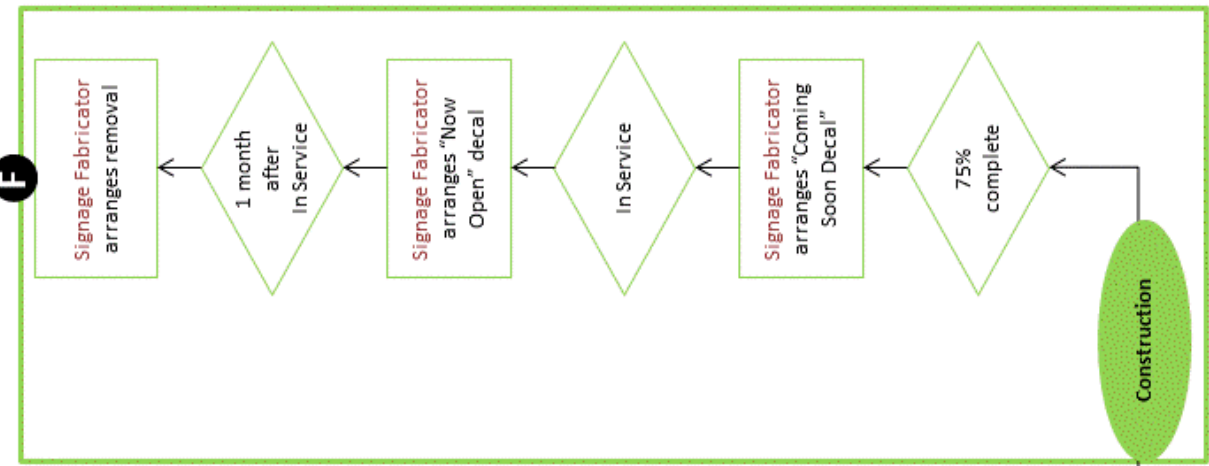 F
Construction
75%
complete
Signage Fabricator
arranges “Coming
Soon Decal”
In Service
Signage Fabricator
arranges “Now
Open” decal
1 month
after
In Service
Signage Fabricator
arranges removal